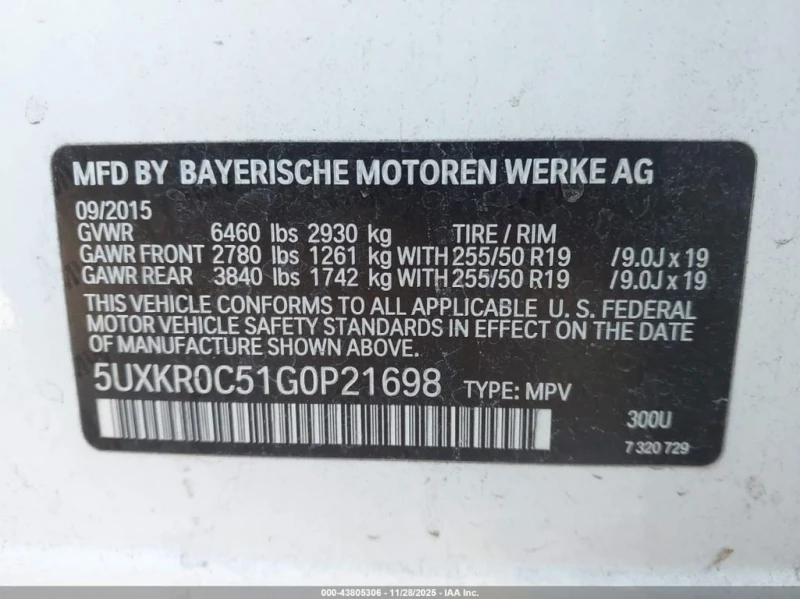 MFD BY BAYERISCHE MOTOREN WERKE AG
09/2015
GVWR 6460 lbs 2930 kg TIRE / RIM
GAWR FRONT 2780 lbs 1261 kg WITH 255/50 R19 /9.0J x 19
GAWR REAR 3840 lbs 1742 kg WITH 255/50 R19 /9.0J x 19
THIS VEHICLE CONFORMS TO ALL APPLICABLE U. S. FEDERAL
MOTOR VEHICLE SAFETY STANDARDS IN EFFECT ON THE DATE
OF MANUFACTURE SHOWN ABOVE.
5UXKR0C51G0P21698 TYPE: MPV
300U
7 320 729
000-43805306 - 11/28/2025 - IAA Inc.